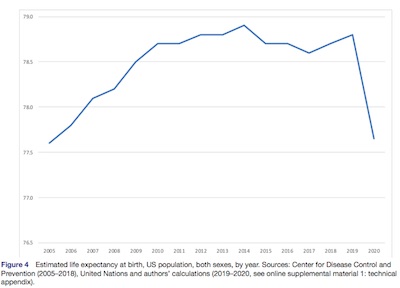 79.0
78.5
78.0
77.5
77.0
76.5
2005 2006 2007 2008 2009 2010 2011 2012 2013 2014 2015 2016 2017 2018 2019 2020
Figure 4 Estimated life expectancy at birth, US population, both sexes, by year. Sources: Center for Disease Control and
Prevention (2005–2018), United Nations and authors' calculations (2019–2020, see online supplemental material 1: technical
appendix).